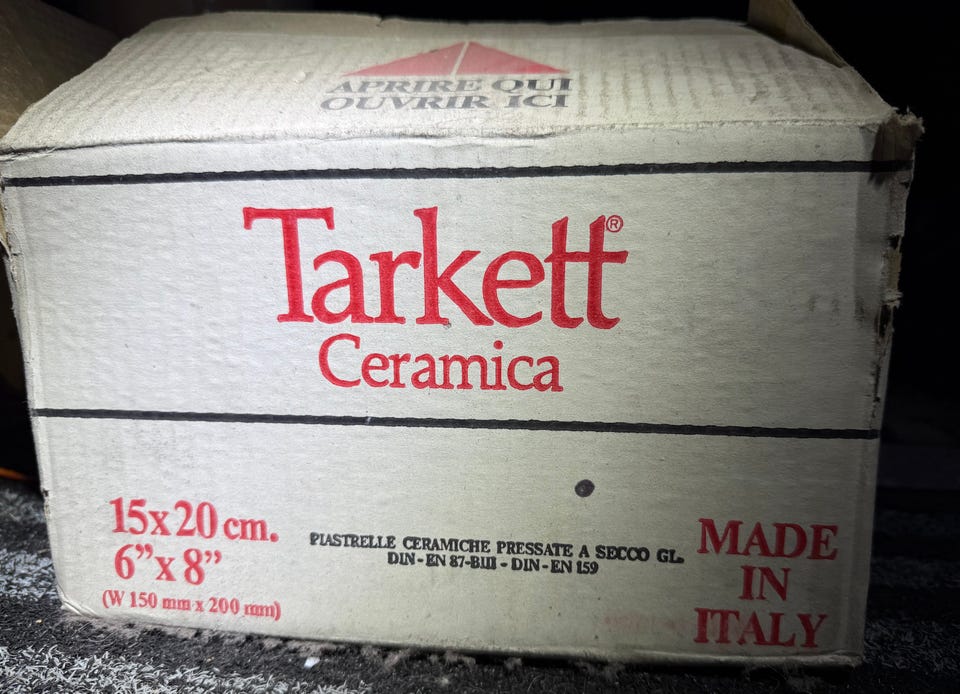 APRIRE QUI
OUVRIR ICI
Tarkett®
Ceramica
15x20 cm.
6”x 8”
(W 150 mm x 200 mm)
PIASTRELLE CERAMICHE PRESSATE A SECCO GL.
DIN - EN 87-BIII - DIN - EN 159
MADE
IN
ITALY